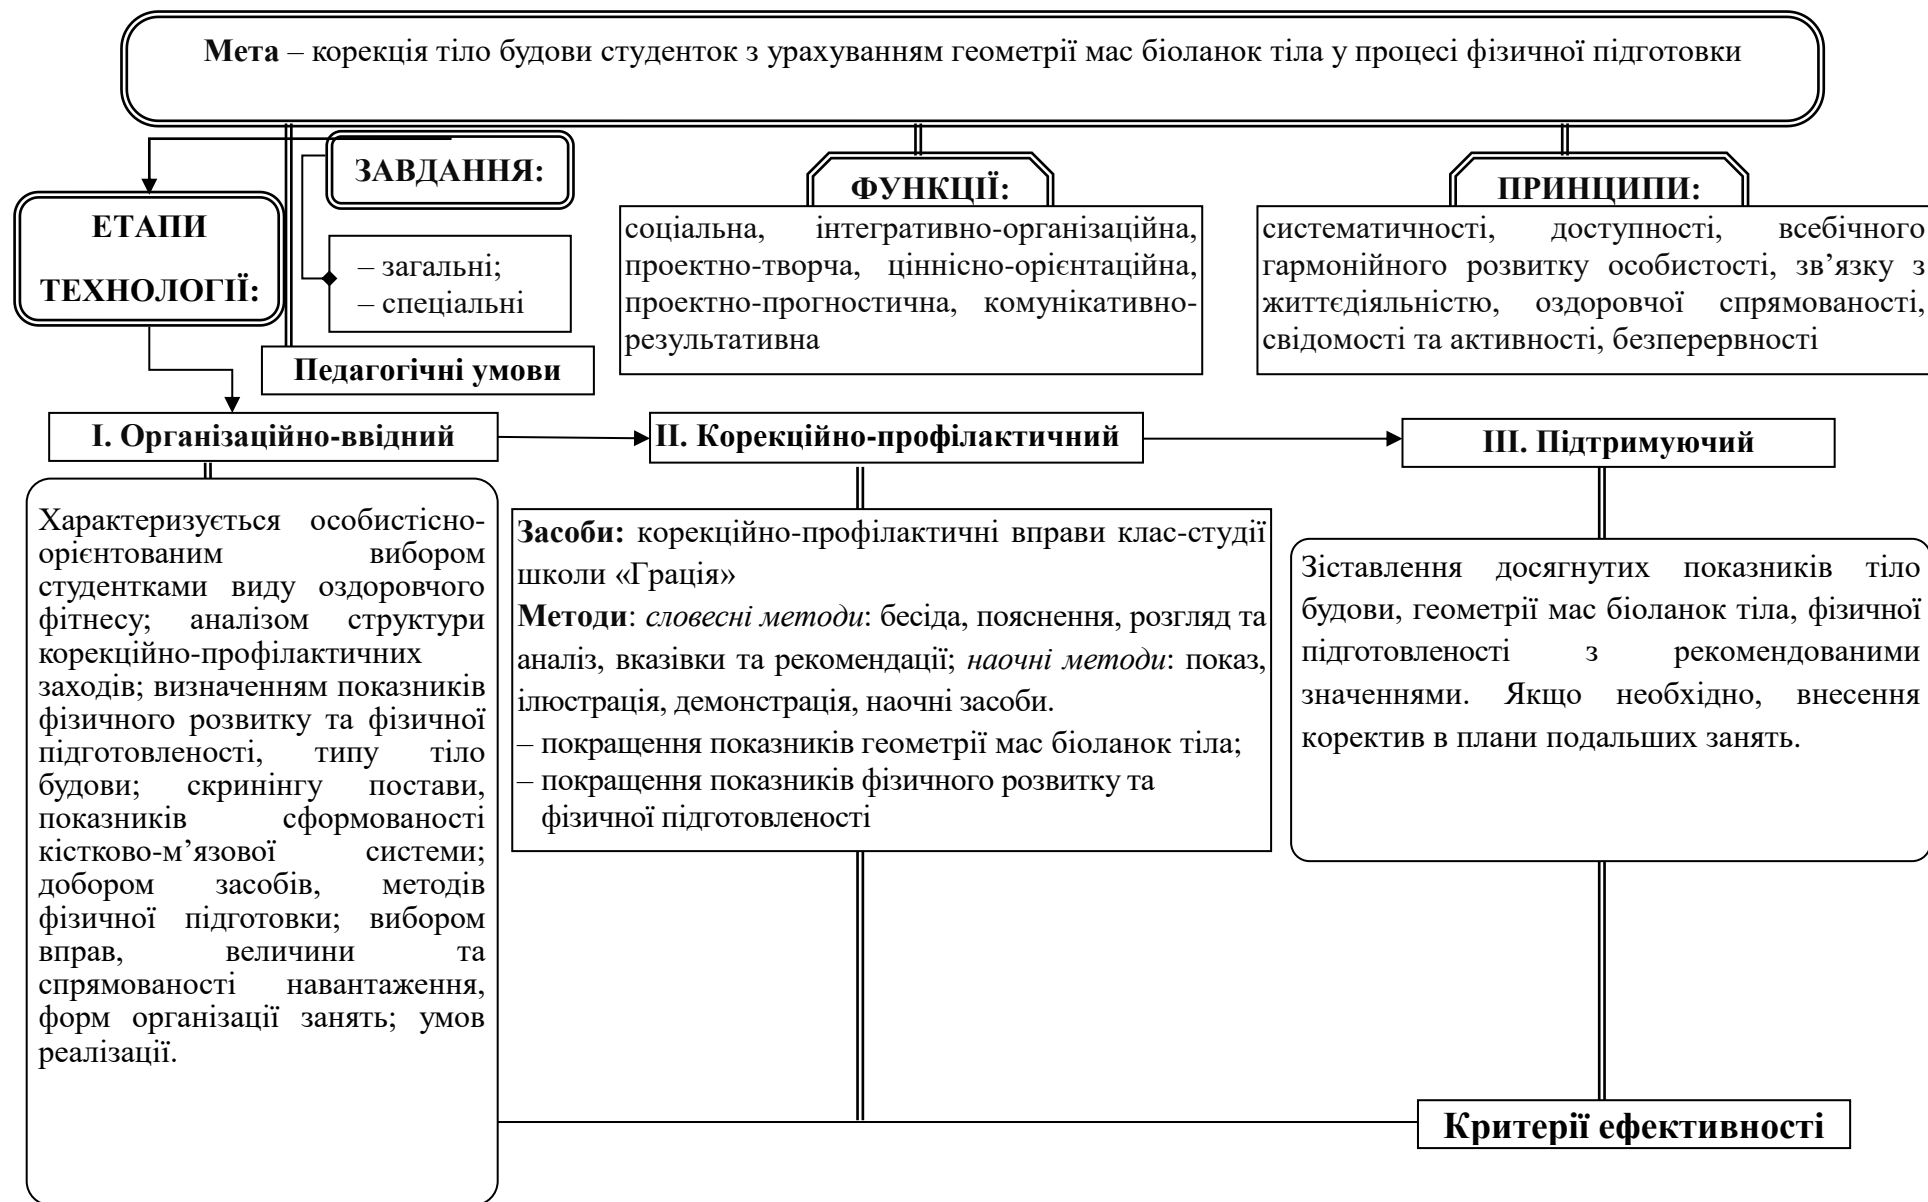 Мета – корекція тіло будови студенток з урахуванням геометрії мас біоланок тіла у процесі фізичної підготовки
ЗАВДАННЯ:
– загальні;
– спеціальні
ФУНКЦІЇ:
соціальна, інтегративно-організаційна,
проектно-творча, ціннісно-орієнтаційна,
проектно-прогностична, комунікативно-
результативна
ПРИНЦИПИ:
систематичності, доступності, всебічного
гармонійного розвитку особистості, зв’язку з
життєдіяльністю, оздоровчої спрямованості,
свідомості та активності, безперервності
ЕТАПИ
ТЕХНОЛОГІЇ:
Педагогічні умови
І. Організаційно-ввідний
ІІ. Корекційно-профілактичний
ІІІ. Підтримуючий
Характеризується особистісно-
орієнтованим вибором
студентками виду оздоровчого
фітнесу; аналізом структури
корекційно-профілактичних
заходів; визначенням показників
фізичного розвитку та фізичної
підготовленості, типу тіло
будови; скринінгу постави,
показників сформованості
кістково-м’язової системи;
добором засобів, методів
фізичної підготовки; вибором
вправ, величини та
спрямованості навантаження,
форм організації занять; умов
реалізації.
Засоби: корекційно-профілактичні вправи клас-студії
школи «Грація»
Методи: словесні методи: бесіда, пояснення, розгляд та
аналіз, вказівки та рекомендації; наочні методи: показ,
ілюстрація, демонстрація, наочні засоби.
– покращення показників геометрії мас біоланок тіла;
– покращення показників фізичного розвитку та
фізичної підготовленості
Зіставлення досягнутих показників тіло
будови, геометрії мас біоланок тіла, фізичної
підготовленості з рекомендованими
значеннями. Якщо необхідно, внесення
коректив в плани подальших занять.
Критерії ефективності